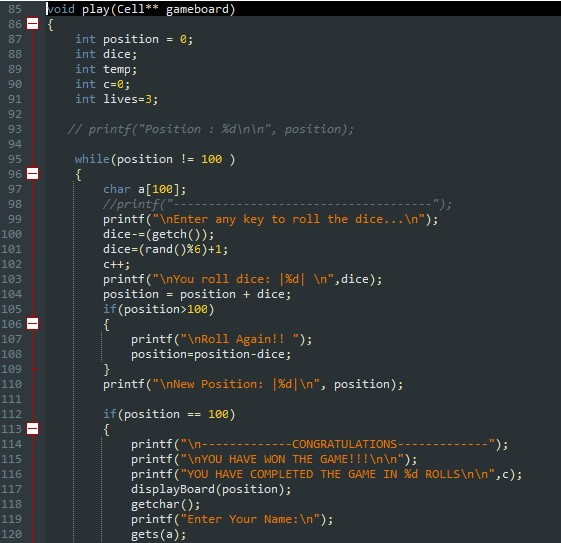 85 void play(Cell** gameboard)
86 {
87 int position = 0;
88 int dice;
89 int temp;
90 int c=0;
91 int lives=3;
92
93 // printf("Position : %d\n\n", position);
94
95 while(position != 100 )
96 {
97 char a[100];
98 //printf("-------------------------------------");
99 printf("\nEnter any key to roll the dice...\n");
100 dice-=(getch());
101 dice=(rand()%6)+1;
102 c++;
103 printf("\nYou roll dice: |%d| \n",dice);
104 position = position + dice;
105 if(position>100)
106 {
107 printf("\nRoll Again!! ");
108 position=position-dice;
109 }
110 printf("\nNew Position: |%d|\n", position);
111
112 if(position == 100)
113 {
114 printf("\n-------------CONGRATULATIONS-------------");
115 printf("\nYOU HAVE WON THE GAME!!!\n\n");
116 printf("YOU HAVE COMPLETED THE GAME IN %d ROLLS\n\n",c);
117 displayBoard(position);
118 getchar();
119 printf("Enter Your Name:\n");
120 gets(a);